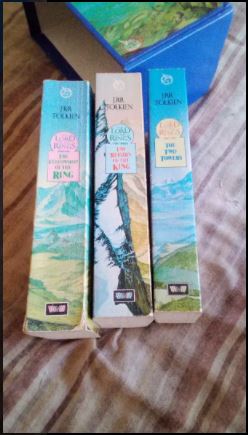 J.R.R.
TOLKIEN
THE
LORD
OF THE
RINGS
THE FELLOWSHIP
OF THE
RING
J.R.R.
TOLKIEN
THE
LORD
OF THE
RINGS
THE
RETURN
OF THE
KING
J.R.R.
TOLKIEN
THE
LORD
OF THE
RINGS
THE
TWO
TOWERS